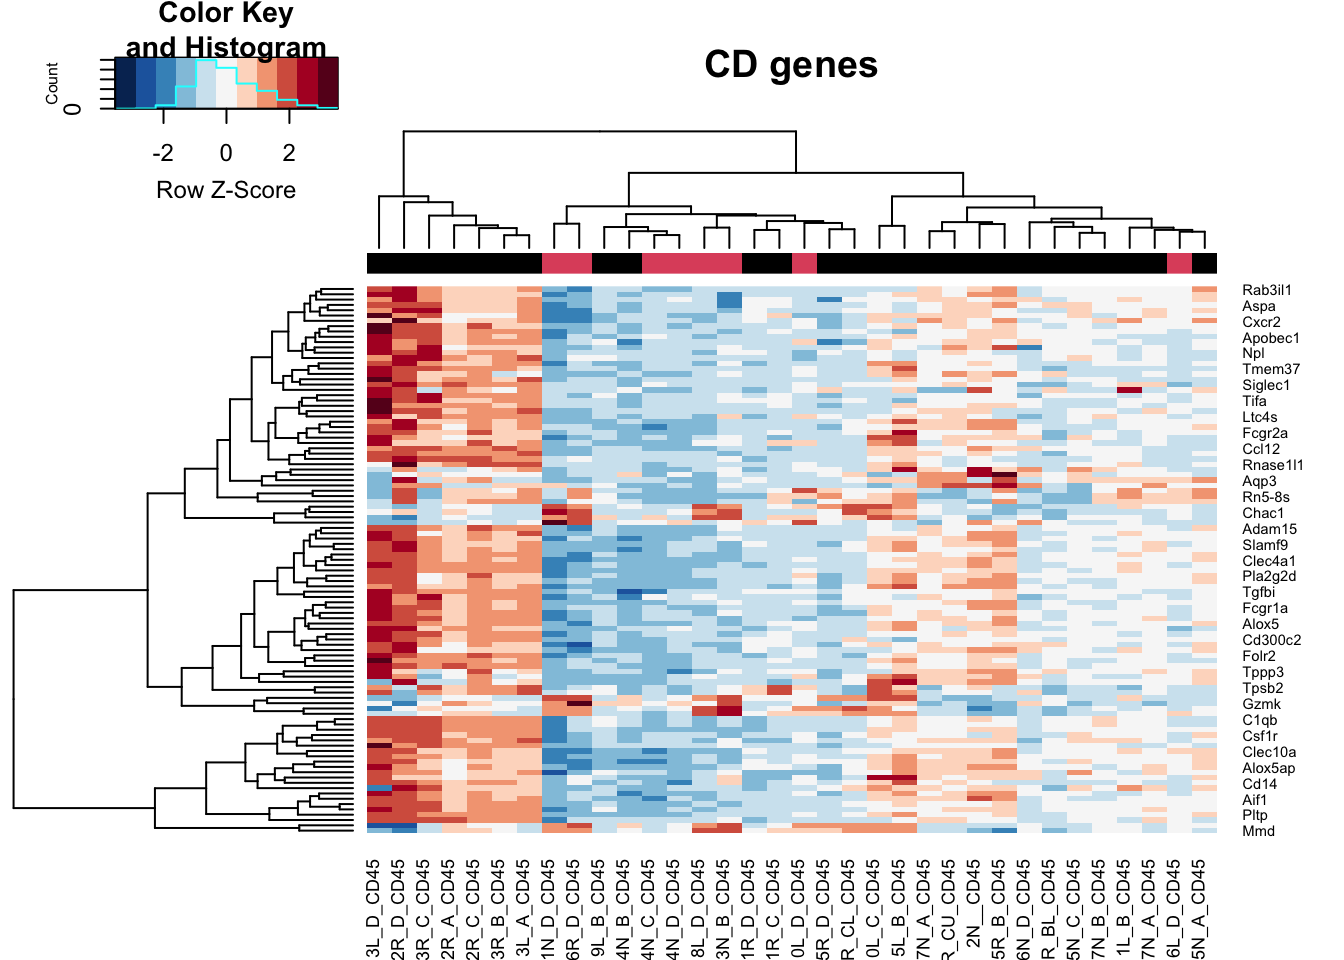 Color Key
and Histogram
Count
0
-2 0 2
Row Z-Score
CD genes
Rab3il1
Aspa
Cxcr2
Apobec1
Npl
Tmem37
Siglec1
Tifa
Ltc4s
Fcgr2a
Ccl12
Rnase1l1
Aqp3
Rn5-8s
Chac1
Adam15
Slamf9
Clec4a1
Pla2g2d
Tgfbi
Fcgr1a
Alox5
Cd300c2
Folr2
Tppp3
Tpsb2
Gzmk
C1qb
Csf1r
Clec10a
Alox5ap
Cd14
Aif1
Pltp
Mmd
3L_D_CD45
2R_D_CD45
3R_C_CD45
2R_A_CD45
2R_C_CD45
3R_B_CD45
3L_A_CD45
1N_D_CD45
6R_D_CD45
9L_B_CD45
4N_B_CD45
4N_C_CD45
4N_D_CD45
8L_D_CD45
3N_B_CD45
1R_D_CD45
1R_C_CD45
0L_D_CD45
5R_D_CD45
R_CL_CD45
0L_C_CD45
5L_B_CD45
7N_A_CD45
R_CU_CD45
2N__CD45
5R_B_CD45
6N_D_CD45
R_BL_CD45
5N_C_CD45
7N_B_CD45
1L_B_CD45
7N_A_CD45
6L_D_CD45
5N_A_CD45